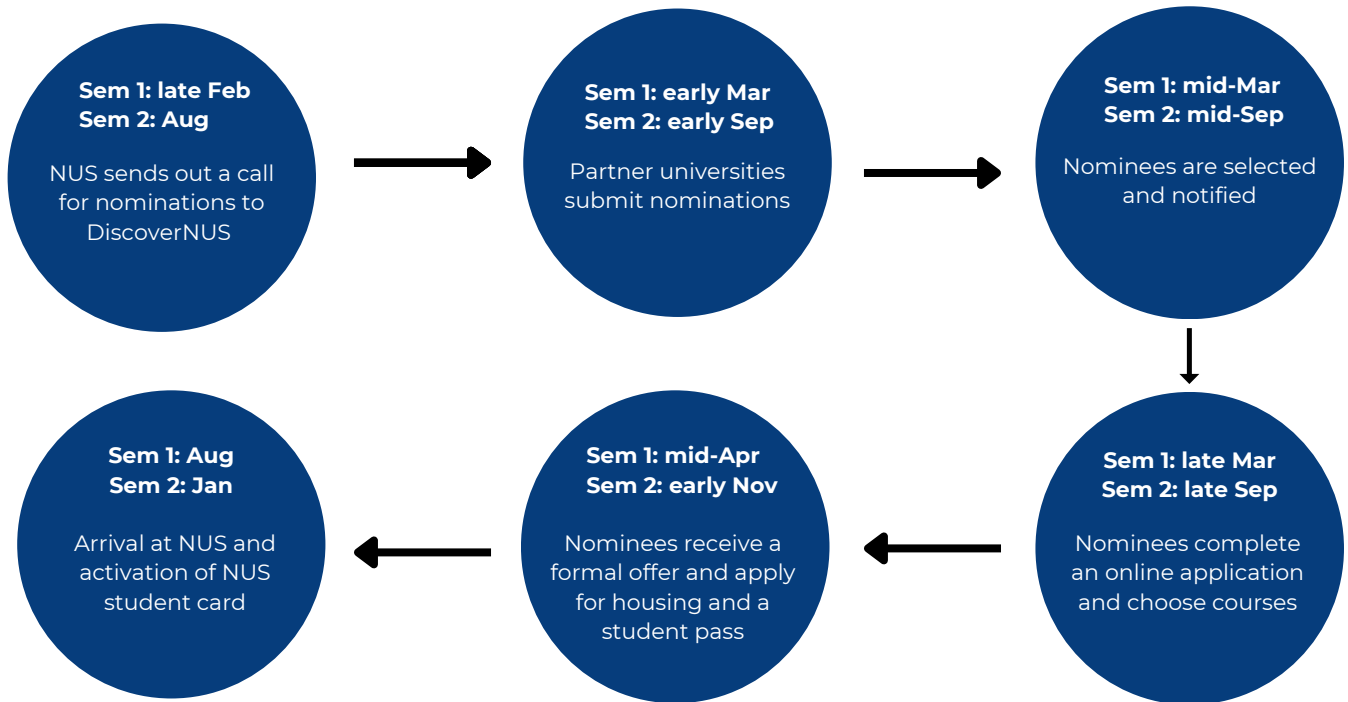 Sem 1: late Feb
Sem 2: Aug
NUS sends out a call
for nominations to
DiscoverNUS
Sem 1: early Mar
Sem 2: early Sep
Partner universities
submit nominations
Sem 1: mid-Mar
Sem 2: mid-Sep
Nominees are selected
and notified
Sem 1: late Mar
Sem 2: late Sep
Nominees complete
an online application
and choose courses
Sem 1: mid-Apr
Sem 2: early Nov
Nominees receive a
formal offer and apply
for housing and a
student pass
Sem 1: Aug
Sem 2: Jan
Arrival at NUS and
activation of NUS
student card